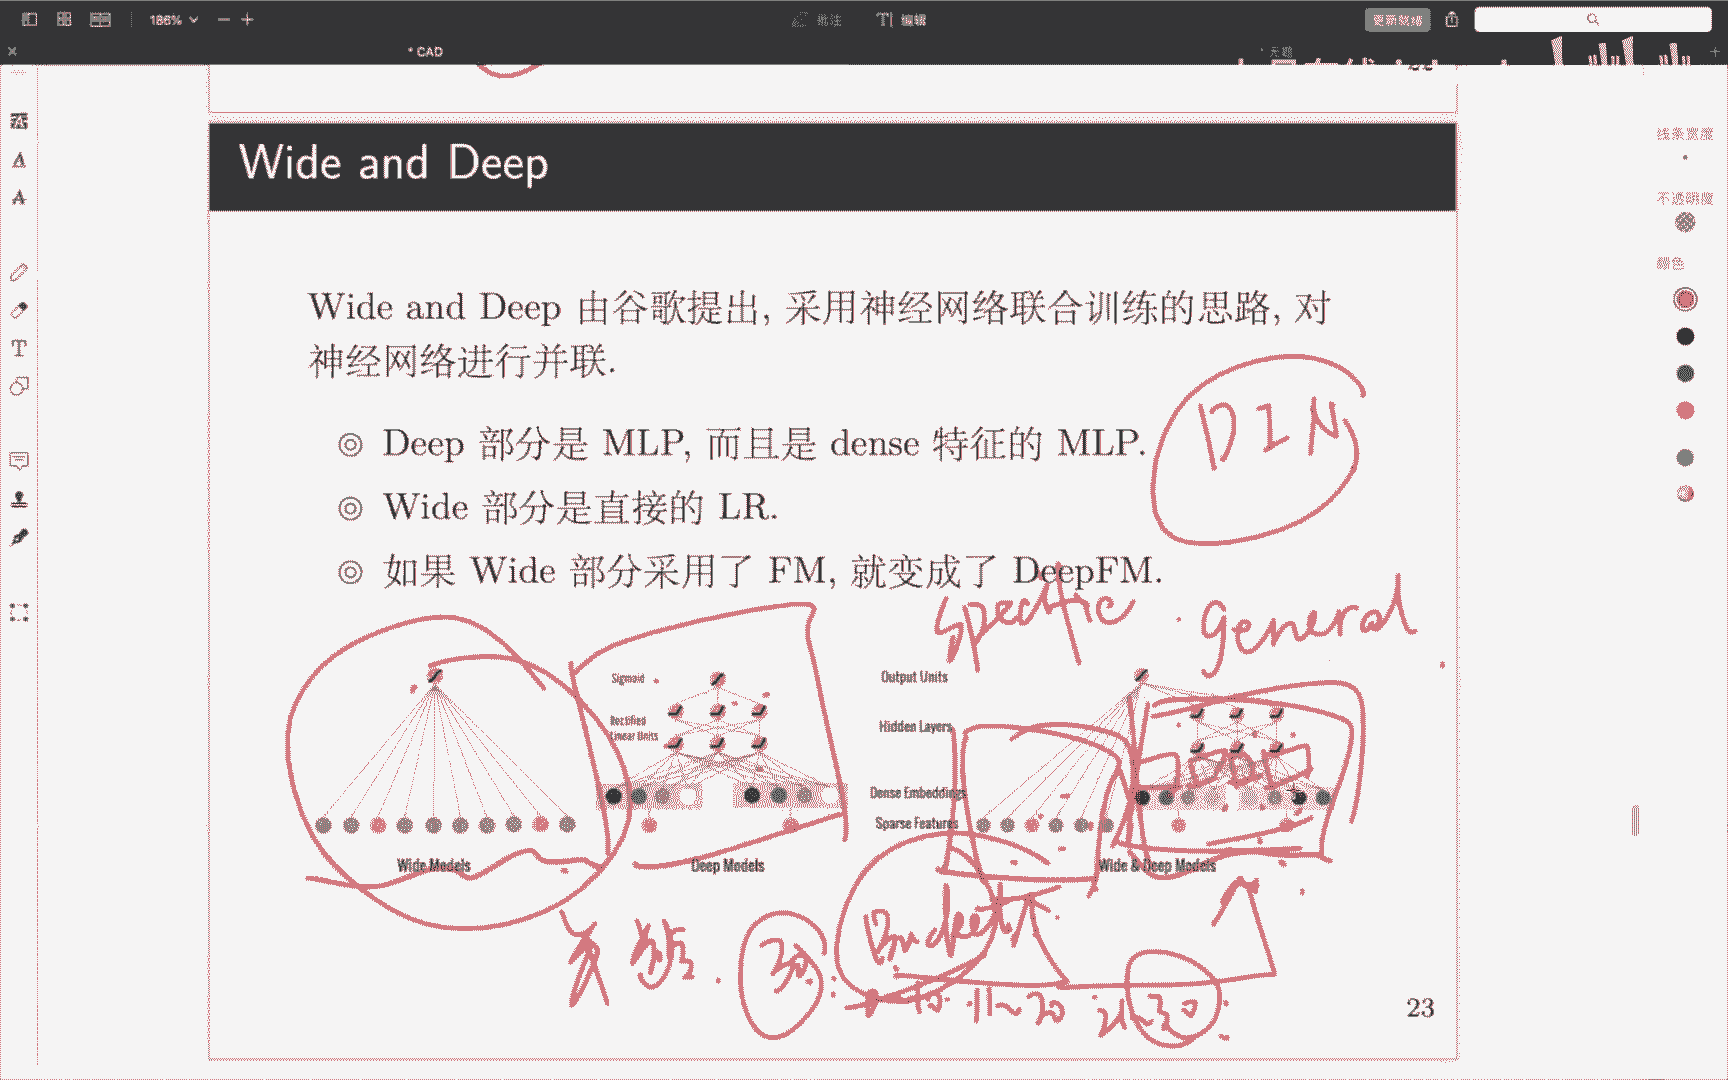 186%
批注
编辑
更新就绪
* CAD
* 无题
线条宽度
不透明度
颜色
Wide and Deep
Wide and Deep 由谷歌提出, 采用神经网络联合训练的思路, 对
神经网络进行并联.
Deep 部分是 MLP, 而且是 dense 特征的 MLP.
DIN
Wide 部分是直接的 LR.
如果 Wide 部分采用了 FM, 就变成了 DeepFM.
specific general
Sigmoid
Rectified
Linear Units
Output Units
Hidden Layers
Dense Embeddings
Sparse Features
Wide Models
Deep Models
Wide & Deep Models
30
Bucket
11~20
21~30
23